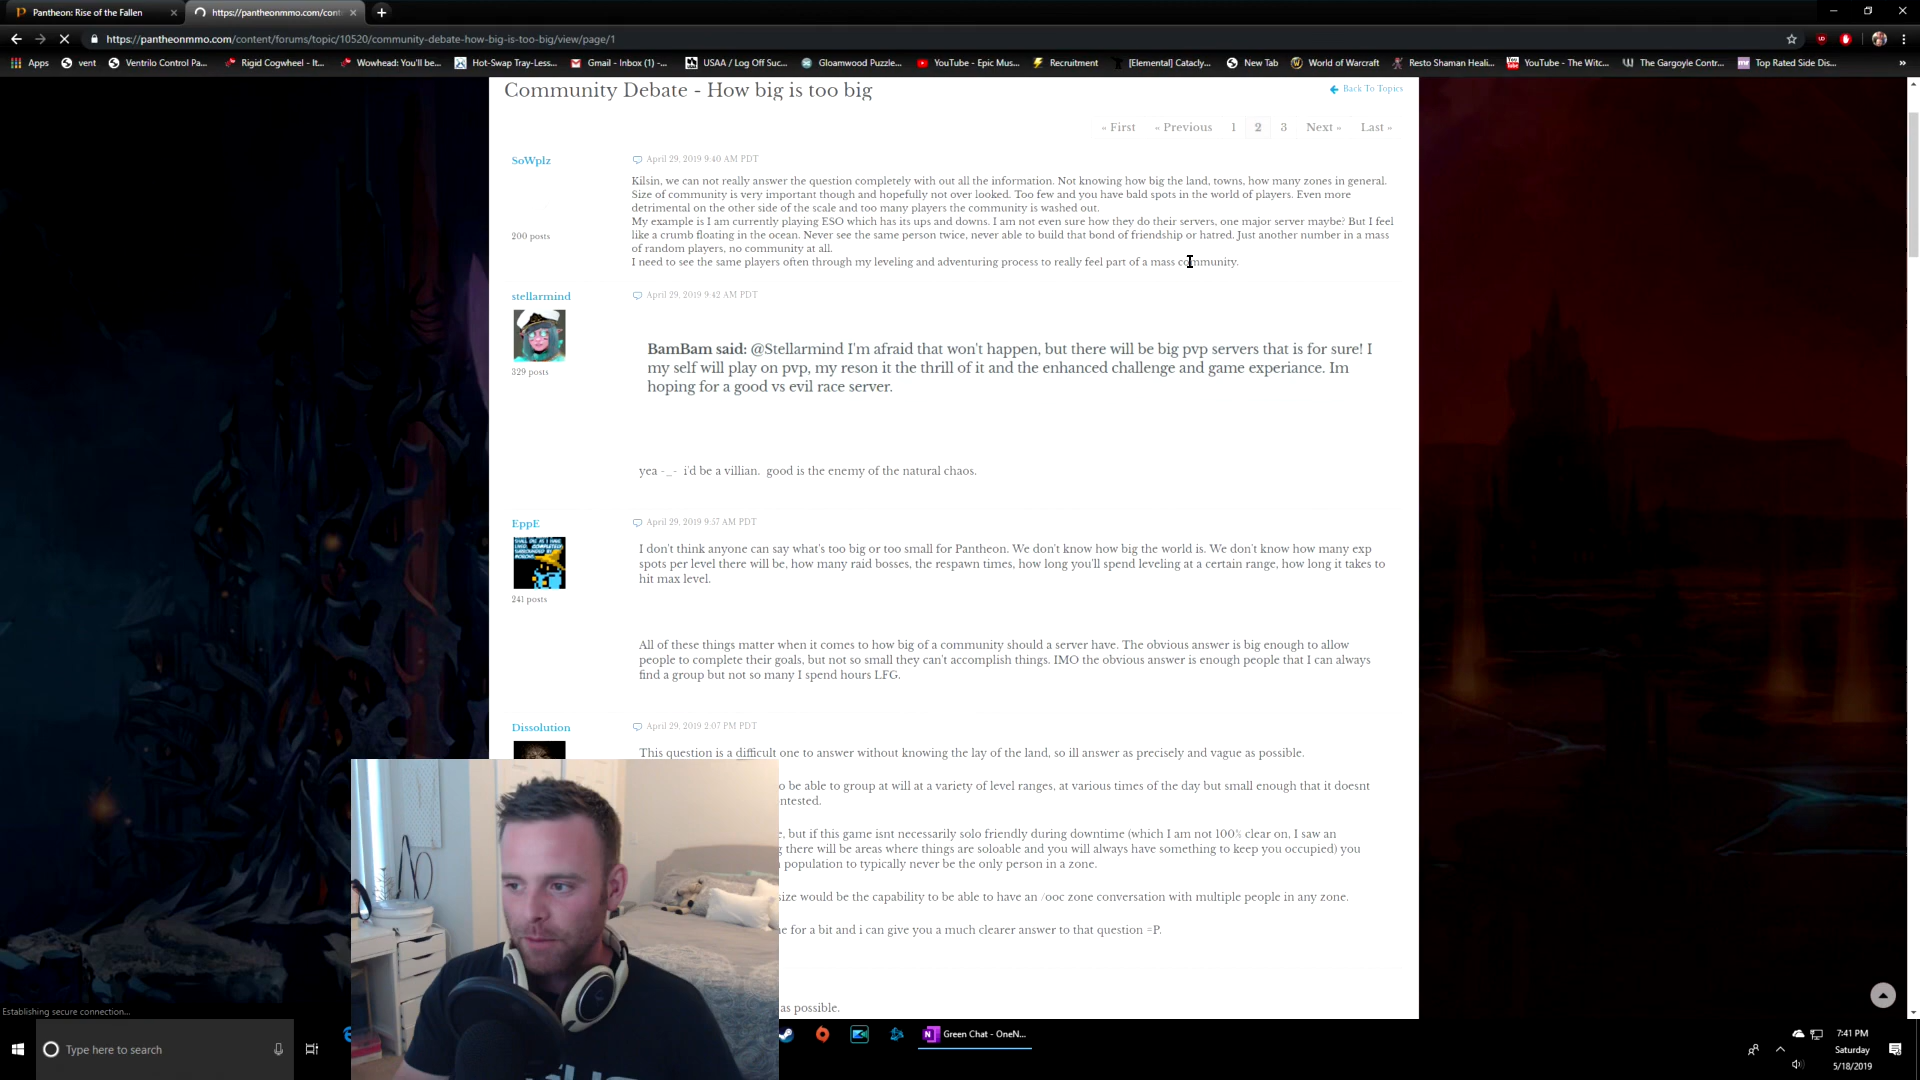 Pantheon: Rise of the Fallen
https://pantheonmmo.com/cont
https://pantheonmmo.com/content/forums/topic/10520/community-debate-how-big-is-too-big/view/page/1
Apps vent Ventrilo Control Pa... Rigid Cogwheel - It... Wowhead: You'll be... Hot-Swap Tray-Less... Gmail - Inbox (1) -... USAA / Log Off Suc... Gloamwood Puzzle... YouTube - Epic Mus... Recruitment [Elemental] Catacly... New Tab World of Warcraft Resto Shaman Heali... YouTube - The Witc... The Gargoyle Contr... Top Rated Side Dis... »
Community Debate - How big is too big
Back To Topics
« First « Previous 1 2 3 Next » Last »
SoWplz
April 29, 2019 9:40 AM PDT
Kilsin, we can not really answer the question completely with out all the information. Not knowing how big the land, towns, how many zones in general.
Size of community is very important though and hopefully not over looked. Too few and you have bald spots in the world of players. Even more
detrimental on the other side of the scale and too many players the community is washed out.
200 posts
My example is I am currently playing ESO which has its ups and downs. I am not even sure how they do their servers, one major server maybe? But I feel
like a crumb floating in the ocean. Never see the same person twice, never able to build that bond of friendship or hatred. Just another number in a mass
of random players, no community at all.
I need to see the same players often through my leveling and adventuring process to really feel part of a mass community.
stellarmind
April 29, 2019 9:42 AM PDT
329 posts
BamBam said: @Stellarmind I'm afraid that won't happen, but there will be big pvp servers that is for sure! I
my self will play on pvp, my reson it the thrill of it and the enhanced challenge and game experiance. Im
hoping for a good vs evil race server.
yea -_- i'd be a villian. good is the enemy of the natural chaos.
EppE
April 29, 2019 9:57 AM PDT
241 posts
I don't think anyone can say what's too big or too small for Pantheon. We don't know how big the world is. We don't know how many exp
spots per level there will be, how many raid bosses, the respawn times, how long you'll spend leveling at a certain range, how long it takes to
hit max level.
All of these things matter when it comes to how big of a community should a server have. The obvious answer is big enough to allow
people to complete their goals, but not so small they can't accomplish things. IMO the obvious answer is enough people that I can always
find a group but not so many I spend hours LFG.
Dissolution
April 29, 2019 2:07 PM PDT
This question is a difficult one to answer without knowing the lay of the land, so ill answer as precisely and vague as possible.
o be able to group at will at a variety of level ranges, at various times of the day but small enough that it doesnt
ntested.
e, but if this game isnt necessarily solo friendly during downtime (which I am not 100% clear on, I saw an
g there will be areas where things are soloable and you will always have something to keep you occupied) you
population to typically never be the only person in a zone.
size would be the capability to be able to have an /ooc zone conversation with multiple people in any zone.
e for a bit and i can give you a much clearer answer to that question =P.
as possible.
Establishing secure connection...
Type here to search
Green Chat - OneN...
7:41 PM
Saturday
5/18/2019